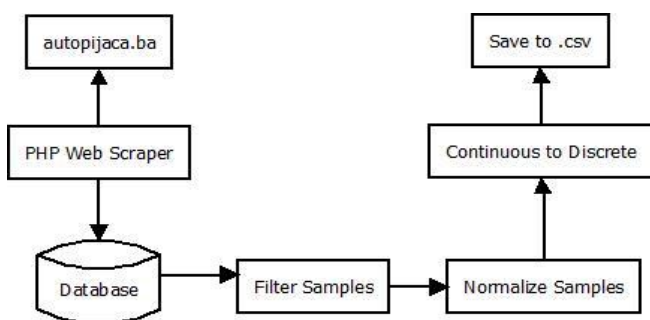 autopijaca.ba
Save to .csv
PHP Web Scraper
Continuous to Discrete
Database
Filter Samples
Normalize Samples